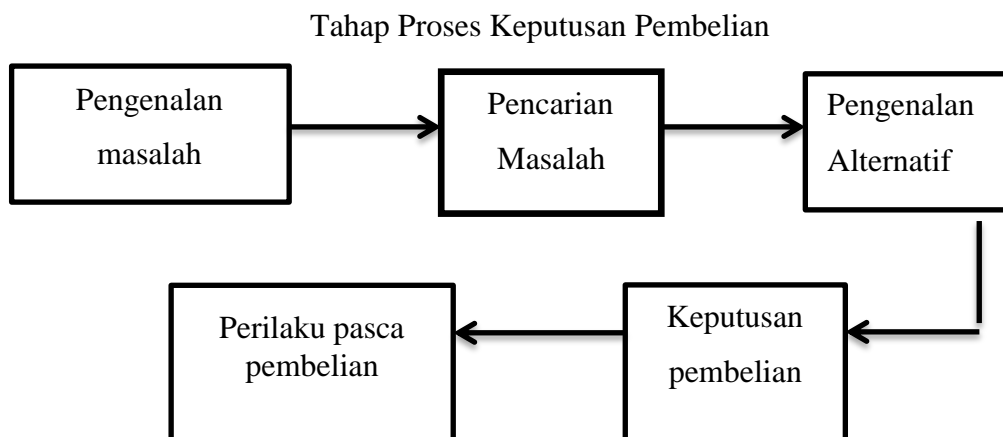 Tahap Proses Keputusan Pembelian
Pengenalan
masalah
Pencarian
Masalah
Pengenalan
Alternatif
Keputusan
pembelian
Perilaku pasca
pembelian